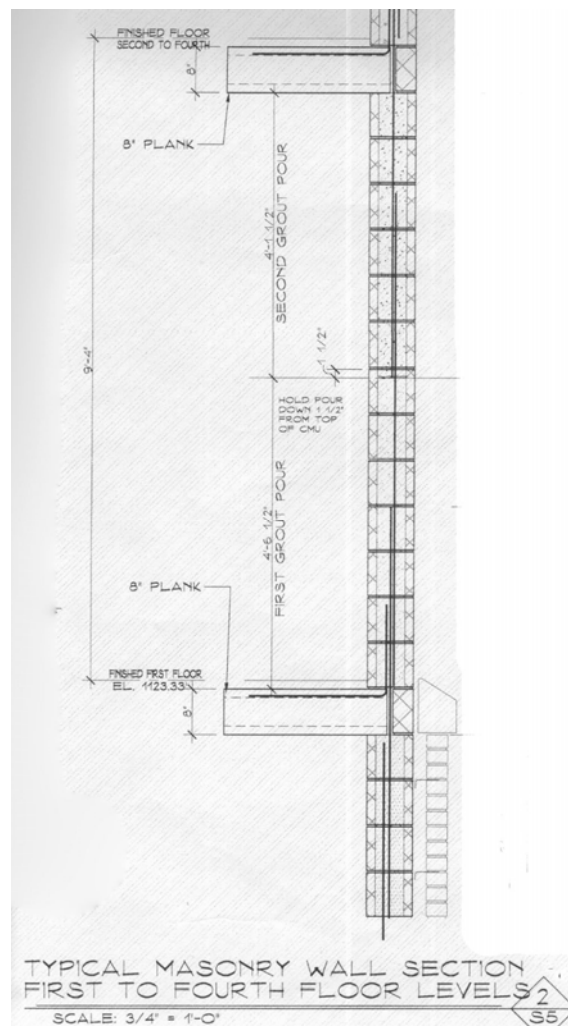 FINISHED FLOOR
SECOND TO FOURTH
8"
8" PLANK
4'-1 1/2"
SECOND GROUT POUR
9'-4"
1 1/2"
HOLD POUR
DOWN 1 1/2"
FROM TOP
OF CMU
4'-6 1/2"
FIRST GROUT POUR
8" PLANK
FINISHED FIRST FLOOR
EL. 1123.33
8"
TYPICAL MASONRY WALL SECTION
FIRST TO FOURTH FLOOR LEVELS
2
S5
SCALE: 3/4" = 1'-0"